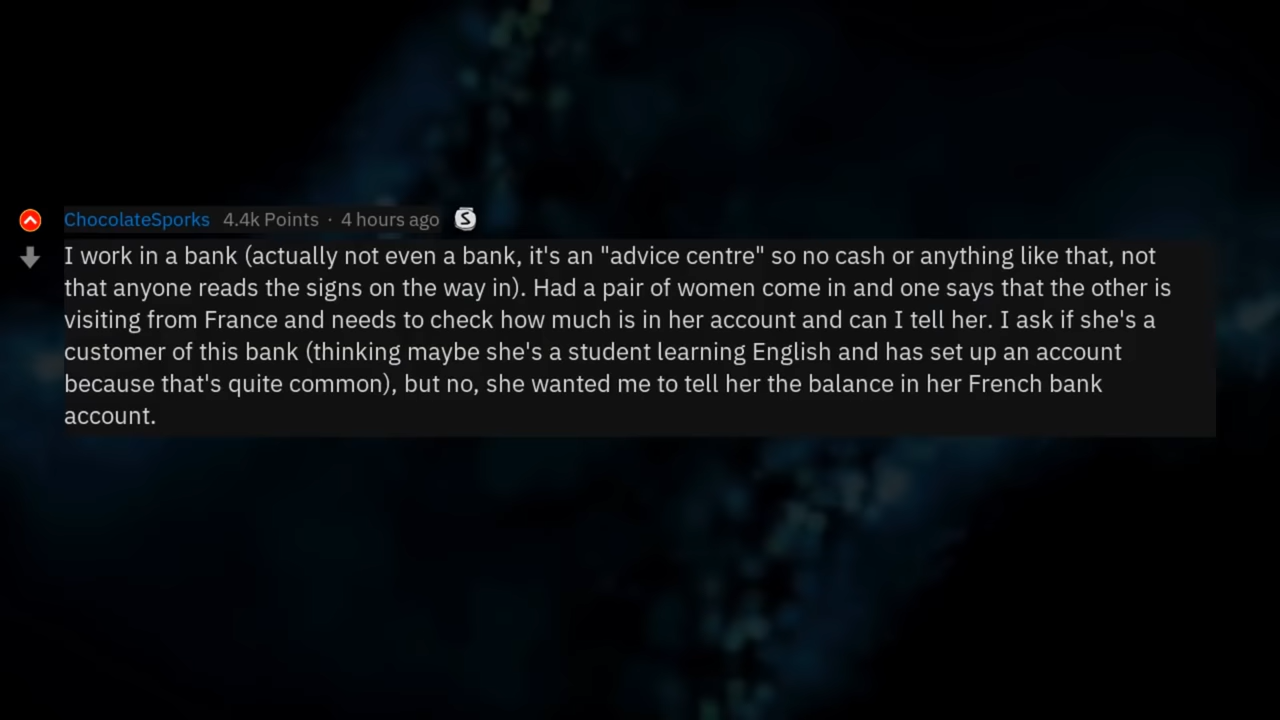 ChocolateSporks 4.4k Points · 4 hours ago S
I work in a bank (actually not even a bank, it's an "advice centre" so no cash or anything like that, not
that anyone reads the signs on the way in). Had a pair of women come in and one says that the other is
visiting from France and needs to check how much is in her account and can I tell her. I ask if she's a
customer of this bank (thinking maybe she's a student learning English and has set up an account
because that's quite common), but no, she wanted me to tell her the balance in her French bank
account.